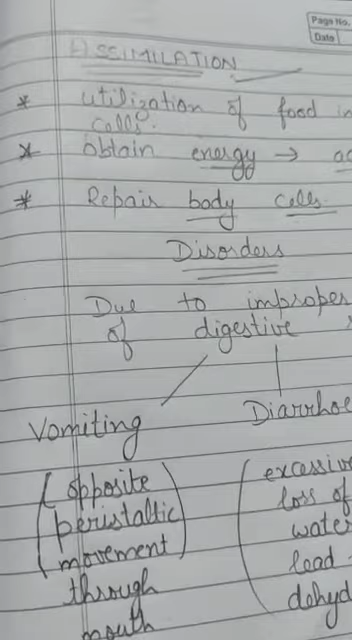 Page No.
Date
ASSIMILATION
* utilization of food in
cells.
* obtain energy →
* Repair body cells
Disorders
Due to improper
of digestive
Vomiting Diarrhoe
(opposite peristaltic movement) through mouth
(excessive loss of water lead dehyd